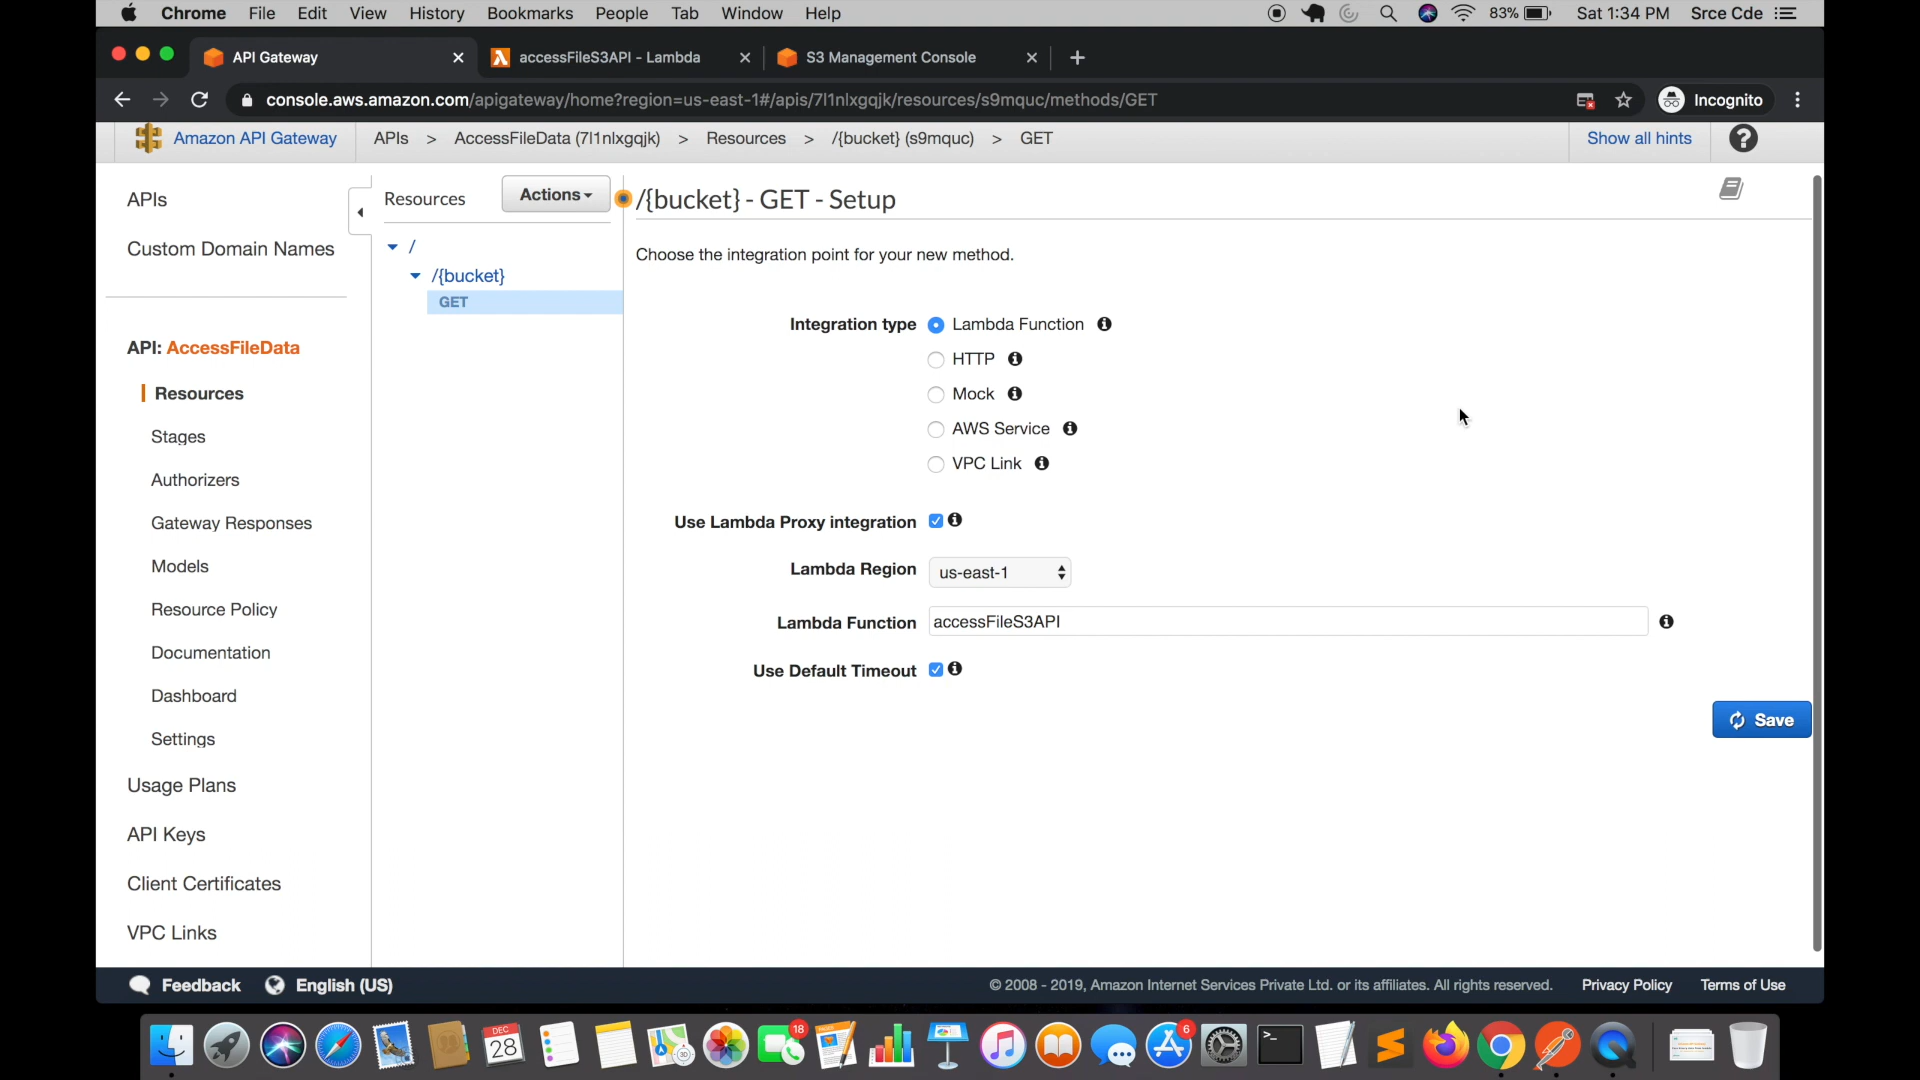 Chrome File Edit View History Bookmarks People Tab Window Help 83% Sat 1:34 PM Srce Cde
API Gateway accessFileS3API - Lambda S3 Management Console
console.aws.amazon.com/apigateway/home?region=us-east-1#/apis/7l1nlxgqjk/resources/s9mquc/methods/GET Incognito
Amazon API Gateway APIs > AccessFileData (7l1nlxgqjk) > Resources > /{bucket} (s9mquc) > GET Show all hints
APIs
Custom Domain Names
API: AccessFileData
Resources
Stages
Authorizers
Gateway Responses
Models
Resource Policy
Documentation
Dashboard
Settings
Usage Plans
API Keys
Client Certificates
VPC Links
Resources Actions
/
/{bucket}
GET
/{bucket} - GET - Setup
Choose the integration point for your new method.
Integration type Lambda Function
HTTP
Mock
AWS Service
VPC Link
Use Lambda Proxy integration
Lambda Region us-east-1
Lambda Function accessFileS3API
Use Default Timeout
Save
Feedback English (US) © 2008 - 2019, Amazon Internet Services Private Ltd. or its affiliates. All rights reserved. Privacy Policy Terms of Use
DEC
28
18
6